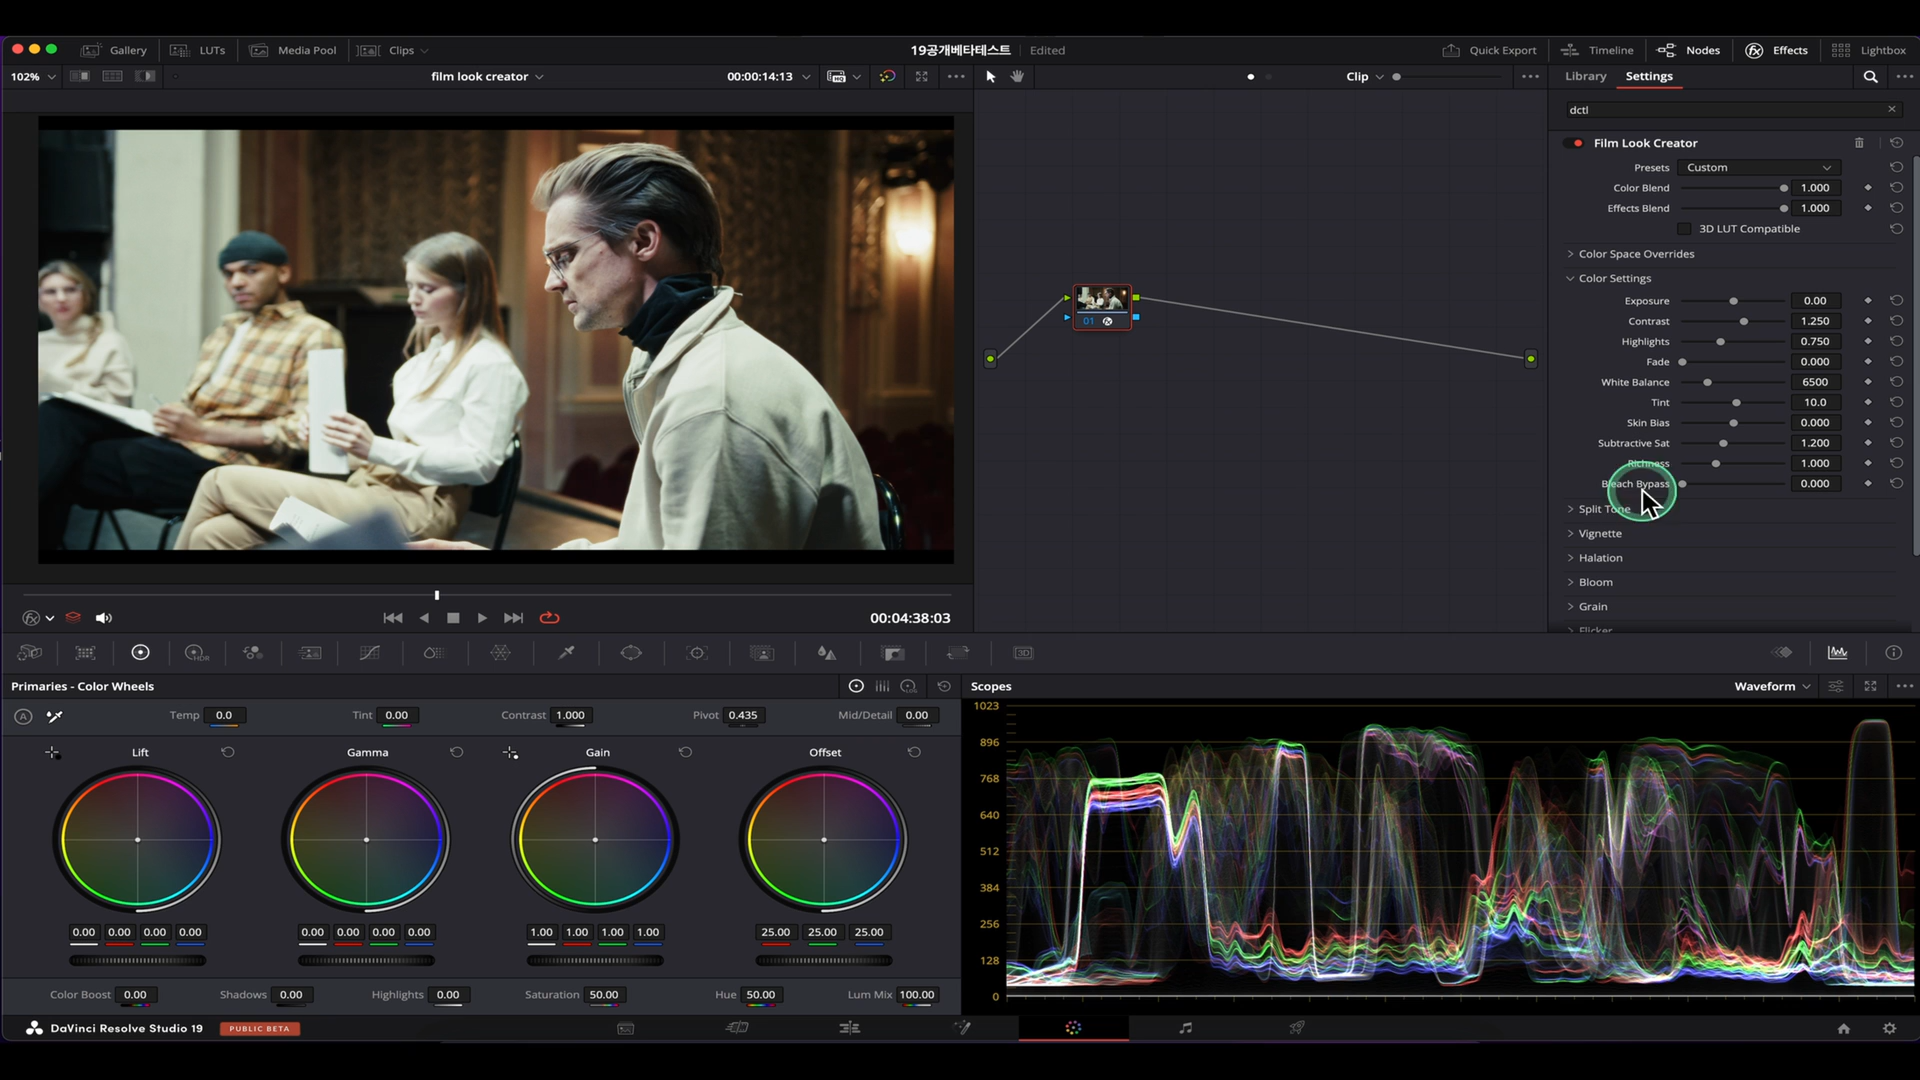 Gallery LUTs Media Pool Clips 19공개베타테스트 Edited Quick Export Timeline Nodes Effects Lightbox
102% film look creator 00:00:14:13 Clip Library Settings
dctl
Film Look Creator
Presets Custom
Color Blend 1.000
Effects Blend 1.000
3D LUT Compatible
Color Space Overrides
Color Settings
Exposure 0.00
Contrast 1.250
Highlights 0.750
Fade 0.000
White Balance 6500
Tint 10.0
Skin Bias 0.000
Subtractive Sat 1.200
Richness 1.000
Bleach Bypass 0.000
Split Tone
Vignette
Halation
Bloom
Grain
Flicker
01
00:04:38:03
Primaries - Color Wheels
Temp 0.0 Tint 0.00 Contrast 1.000 Pivot 0.435 Mid/Detail 0.00
Lift Gamma Gain Offset
0.00 0.00 0.00 0.00 0.00 0.00 0.00 0.00 1.00 1.00 1.00 1.00 25.00 25.00 25.00
Color Boost 0.00 Shadows 0.00 Highlights 0.00 Saturation 50.00 Hue 50.00 Lum Mix 100.00
Scopes Waveform
1023
896
768
640
512
384
256
128
0
DaVinci Resolve Studio 19 PUBLIC BETA